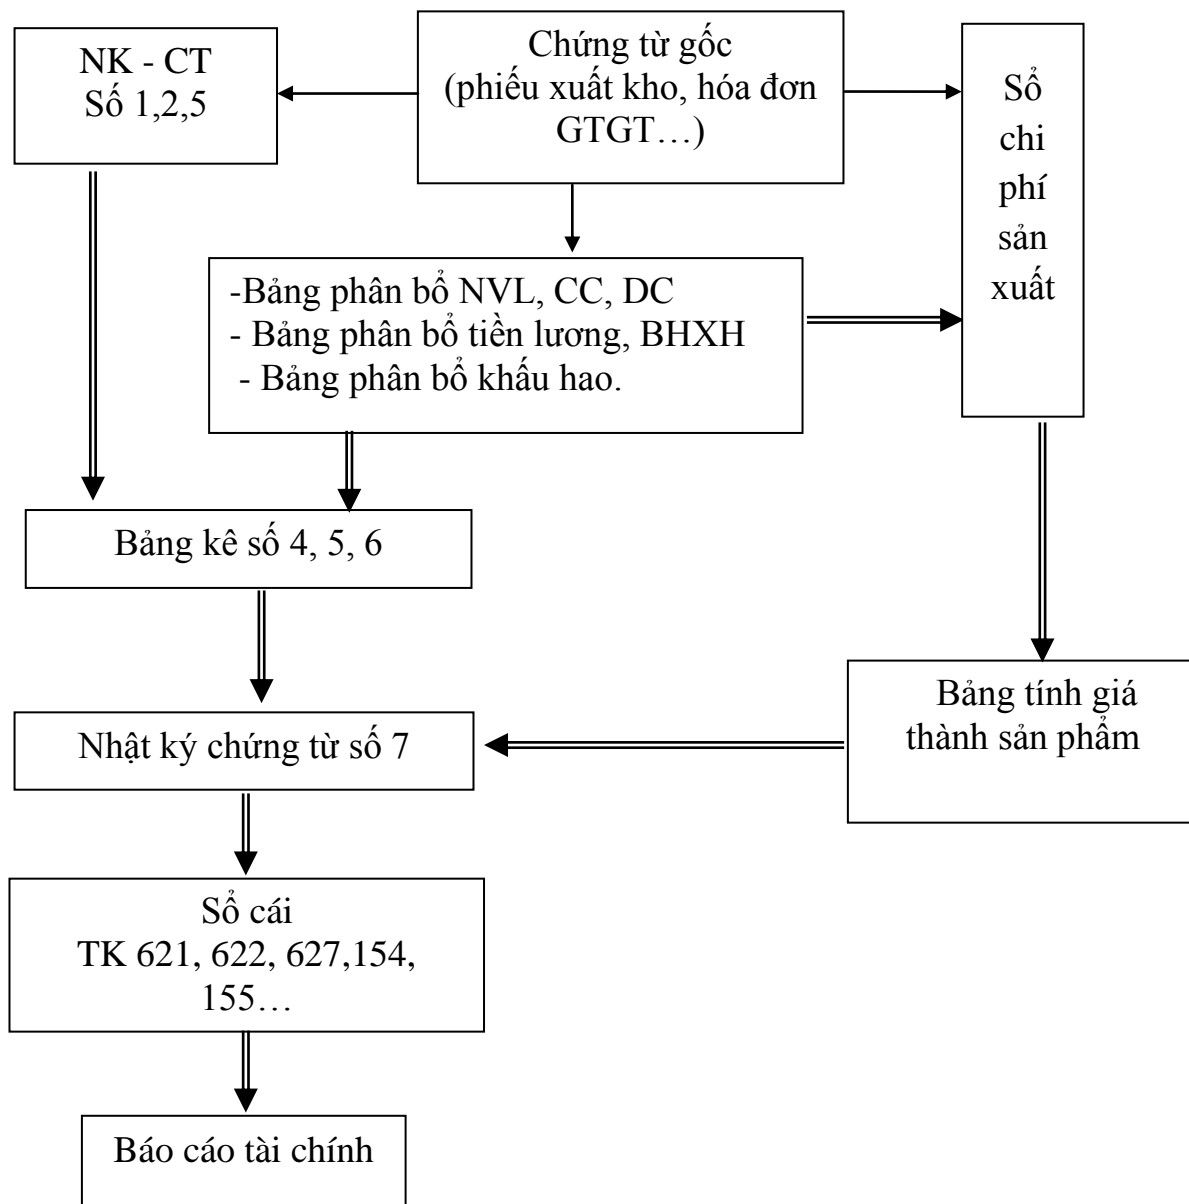 NK - CT
Số 1,2,5
Chứng từ gốc
(phiếu xuất kho, hóa đơn
GTGT…)
Sổ
chi
phí
sản
xuất
-Bảng phân bổ NVL, CC, DC
- Bảng phân bổ tiền lương, BHXH
- Bảng phân bổ khấu hao.
Bảng kê số 4, 5, 6
Bảng tính giá
thành sản phẩm
Nhật ký chứng từ số 7
Sổ cái
TK 621, 622, 627,154,
155…
Báo cáo tài chính